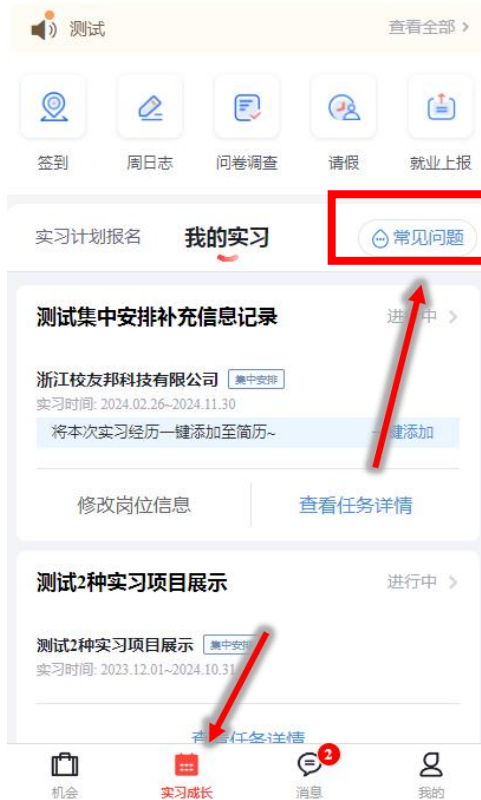 测试 查看全部 >
签到 周日志 问卷调查 请假 就业上报
实习计划报名 我的实习 常见问题
测试集中安排补充信息记录 进行中 >
浙江校友邦科技有限公司 集中安排
实习时间: 2024.02.26~2024.11.30
将本次实习经历一键添加至简历~ 一键添加
修改岗位信息 查看任务详情
测试2种实习项目展示 进行中 >
测试2种实习项目展示 集中安排
实习时间: 2023.12.01~2024.10.31
查看任务详情
2
机会 实习成长 消息 我的